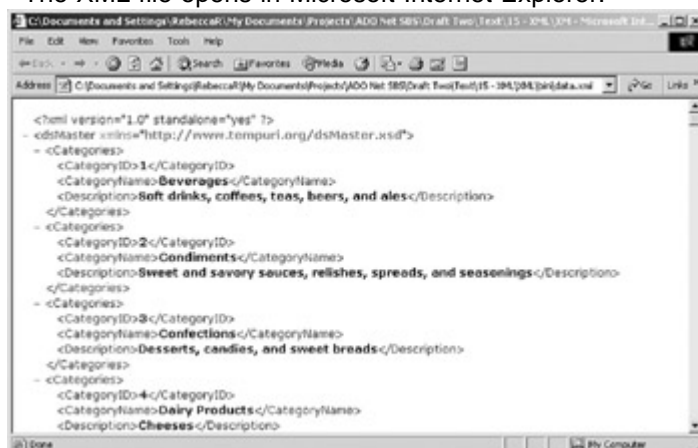 The XML file opens in Microsoft Internet Explorer.
C:\Documents and Settings\RebeccaR\My Documents\Projects\ADO Net SBS\Draft Two\Text\15 - XML\XML - Microsoft Int...
File Edit View Favorites Tools Help
Back Search Favorites Media
Address C:\Documents and Settings\RebeccaR\My Documents\Projects\ADO Net SBS\Draft Two\Text\15 - XML\XML\bin\data.xml Go Links »
<?xml version="1.0" standalone="yes" ?>
- <dsMaster xmlns="http://www.tempuri.org/dsMaster.xsd">
- <Categories>
<CategoryID>1</CategoryID>
<CategoryName>Beverages</CategoryName>
<Description>Soft drinks, coffees, teas, beers, and ales</Description>
</Categories>
- <Categories>
<CategoryID>2</CategoryID>
<CategoryName>Condiments</CategoryName>
<Description>Sweet and savory sauces, relishes, spreads, and seasonings</Description>
</Categories>
- <Categories>
<CategoryID>3</CategoryID>
<CategoryName>Confections</CategoryName>
<Description>Desserts, candies, and sweet breads</Description>
</Categories>
- <Categories>
<CategoryID>4</CategoryID>
<CategoryName>Dairy Products</CategoryName>
<Description>Cheeses</Description>
Done My Computer